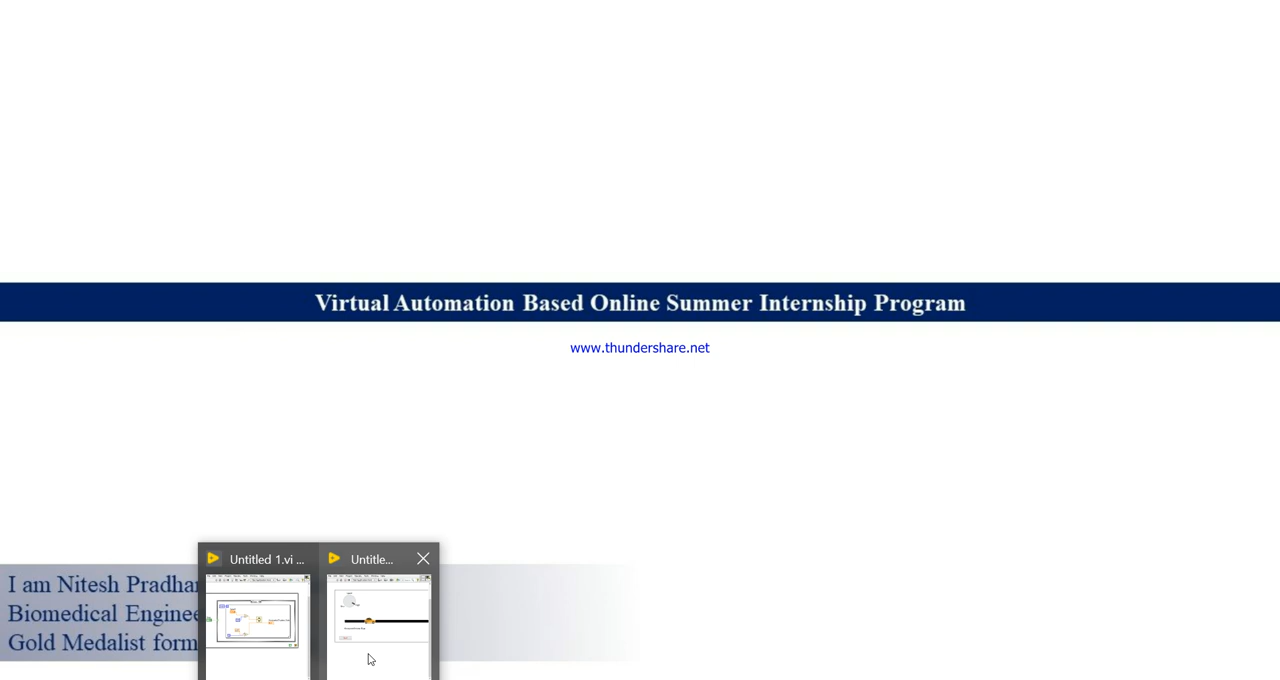 Virtual Automation Based Online Summer Internship Program
www.thundershare.net
Untitled 1.vi ...
Untitle...
I am Nitesh Pradhan
Biomedical Enginee
Gold Medalist form